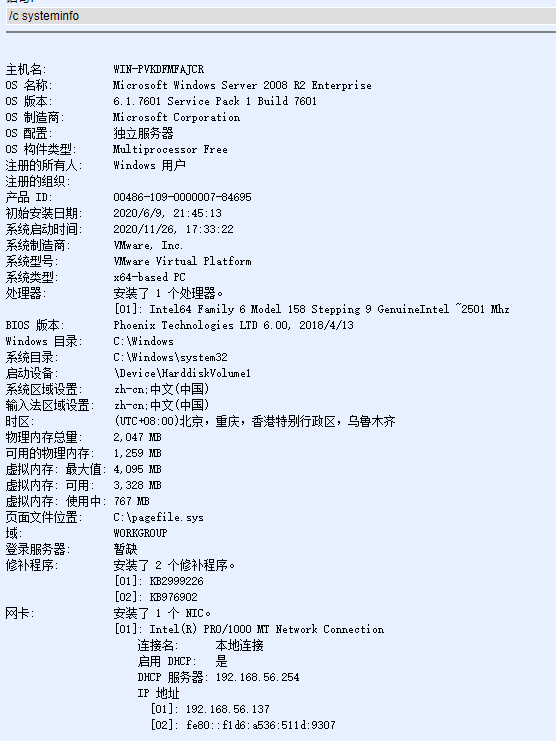 /c systeminfo
主机名: WIN-PVKDFMFAJCR
OS 名称: Microsoft Windows Server 2008 R2 Enterprise
OS 版本: 6.1.7601 Service Pack 1 Build 7601
OS 制造商: Microsoft Corporation
OS 配置: 独立服务器
OS 构件类型: Multiprocessor Free
注册的所有人: Windows 用户
注册的组织:
产品 ID: 00486-109-0000007-84695
初始安装日期: 2020/6/9, 21:45:13
系统启动时间: 2020/11/26, 17:33:22
系统制造商: VMware, Inc.
系统型号: VMware Virtual Platform
系统类型: x64-based PC
处理器: 安装了 1 个处理器。
[01]: Intel64 Family 6 Model 158 Stepping 9 GenuineIntel ~2501 Mhz
BIOS 版本: Phoenix Technologies LTD 6.00, 2018/4/13
Windows 目录: C:\Windows
系统目录: C:\Windows\system32
启动设备: \Device\HarddiskVolume1
系统区域设置: zh-cn;中文(中国)
输入法区域设置: zh-cn;中文(中国)
时区: (UTC+08:00)北京，重庆，香港特别行政区，乌鲁木齐
物理内存总量: 2,047 MB
可用的物理内存: 1,259 MB
虚拟内存: 最大值: 4,095 MB
虚拟内存: 可用: 3,328 MB
虚拟内存: 使用中: 767 MB
页面文件位置: C:\pagefile.sys
域: WORKGROUP
登录服务器: 暂缺
修补程序: 安装了 2 个修补程序。
[01]: KB2999226
[02]: KB976902
网卡: 安装了 1 个 NIC。
[01]: Intel(R) PRO/1000 MT Network Connection
连接名: 本地连接
启用 DHCP: 是
DHCP 服务器: 192.168.56.254
IP 地址
[01]: 192.168.56.137
[02]: fe80::f1d6:a536:511d:9307